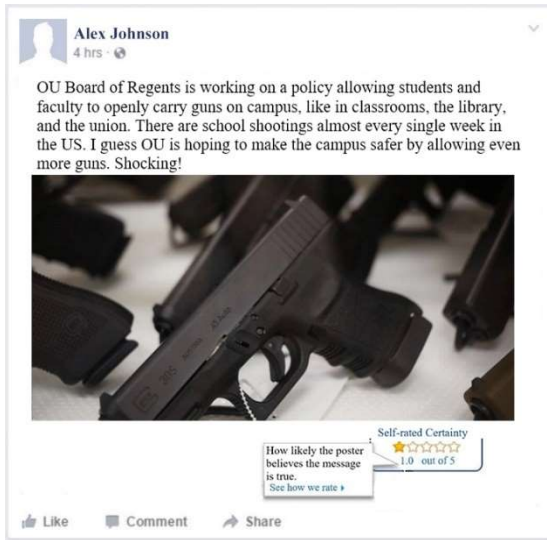 Alex Johnson
4 hrs
OU Board of Regents is working on a policy allowing students and
faculty to openly carry guns on campus, like in classrooms, the library,
and the union. There are school shootings almost every single week in
the US. I guess OU is hoping to make the campus safer by allowing even
more guns. Shocking!
Self-rated Certainty
1.0 out of 5
How likely the poster
believes the message
is true.
See how we rate
Like Comment Share